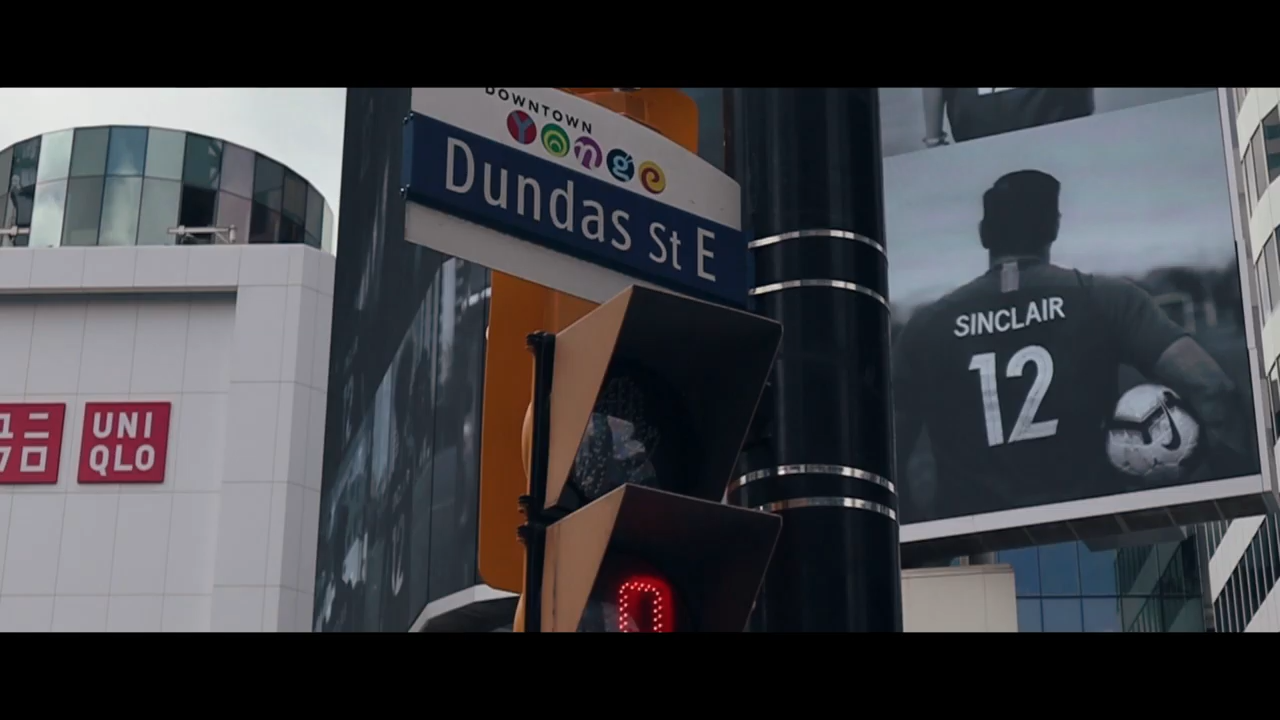 DOWNTOWN
Yonge
Dundas St E
SINCLAIR
12
ユニ
クロ
UNI
QLO
0